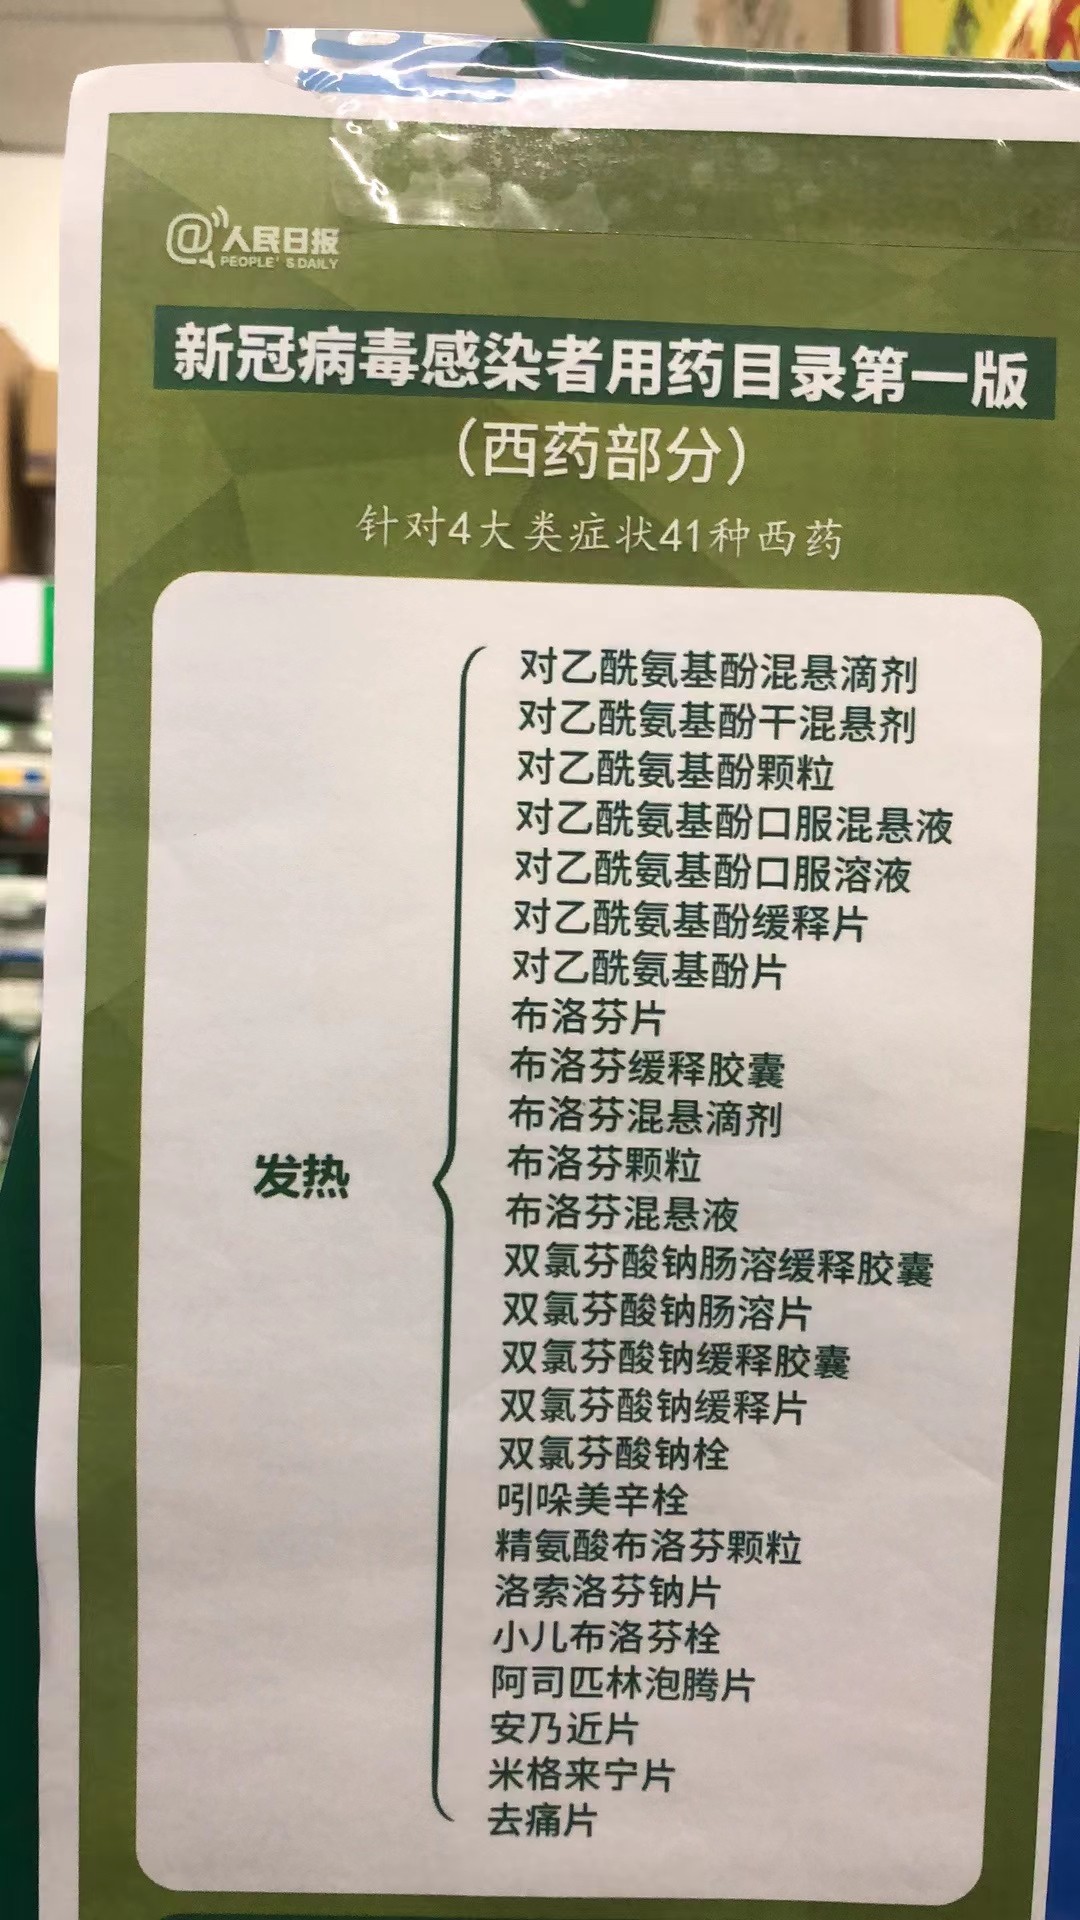 @人民日报
PEOPLE'S DAILY
新冠病毒感染者用药目录第一版
（西药部分）
针对4大类症状41种西药
发热
对乙酰氨基酚混悬滴剂
对乙酰氨基酚干混悬剂
对乙酰氨基酚颗粒
对乙酰氨基酚口服混悬液
对乙酰氨基酚口服溶液
对乙酰氨基酚缓释片
对乙酰氨基酚片
布洛芬片
布洛芬缓释胶囊
布洛芬混悬滴剂
布洛芬颗粒
布洛芬混悬液
双氯芬酸钠肠溶缓释胶囊
双氯芬酸钠肠溶片
双氯芬酸钠缓释胶囊
双氯芬酸钠缓释片
双氯芬酸钠栓
吲哚美辛栓
精氨酸布洛芬颗粒
洛索洛芬钠片
小儿布洛芬栓
阿司匹林泡腾片
安乃近片
米格来宁片
去痛片